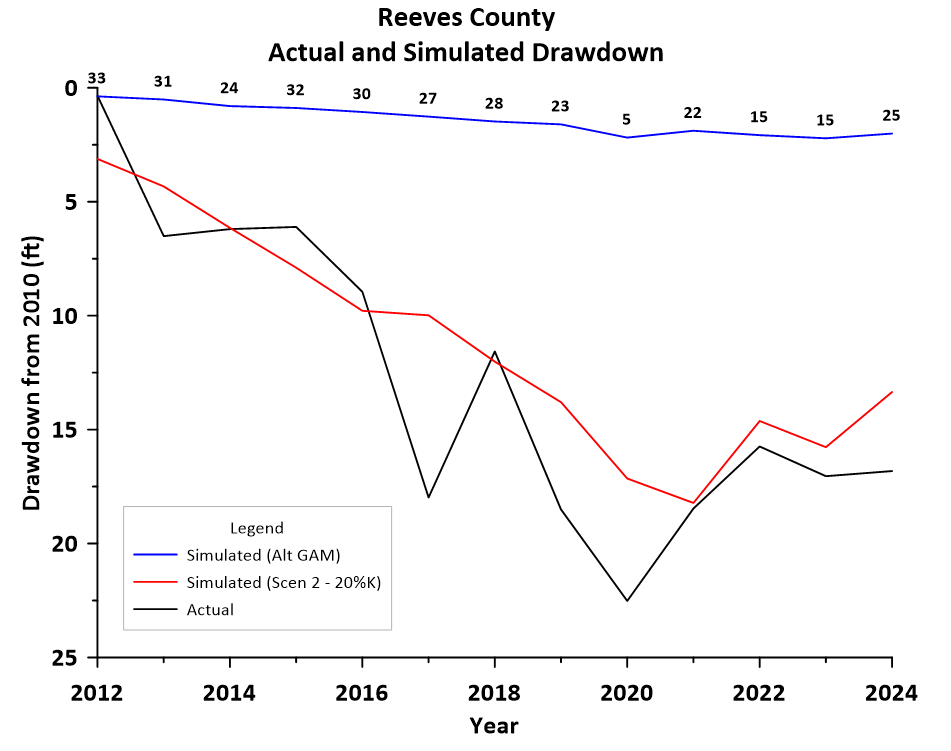 Reeves County
Actual and Simulated Drawdown
33 31 24 32 30 27 28 23 5 22 15 15 25
0
5
10
15
20
25
Drawdown from 2010 (ft)
Legend
Simulated (Alt GAM)
Simulated (Scen 2 - 20%K)
Actual
2012 2014 2016 2018 2020 2022 2024
Year